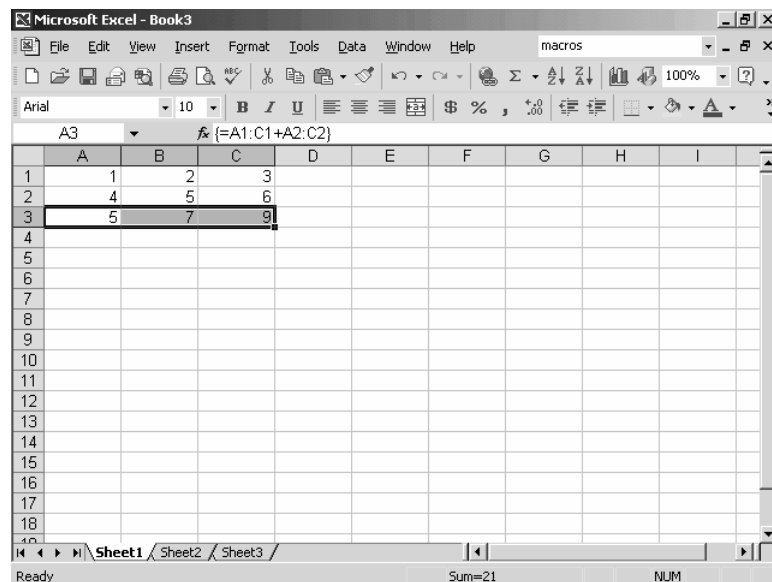 Microsoft Excel - Book3
File Edit View Insert Format Tools Data Window Help macros
ABC Σ A Z Z A 100% ?
Arial 10 B I U $ % , A
A3 fx {=A1:C1+A2:C2}
A B C D E F G H I
1 1 2 3
2 4 5 6
3 5 7 9
4
5
6
7
8
9
10
11
12
13
14
15
16
17
18
19
Sheet1 Sheet2 Sheet3
Ready Sum=21 NUM